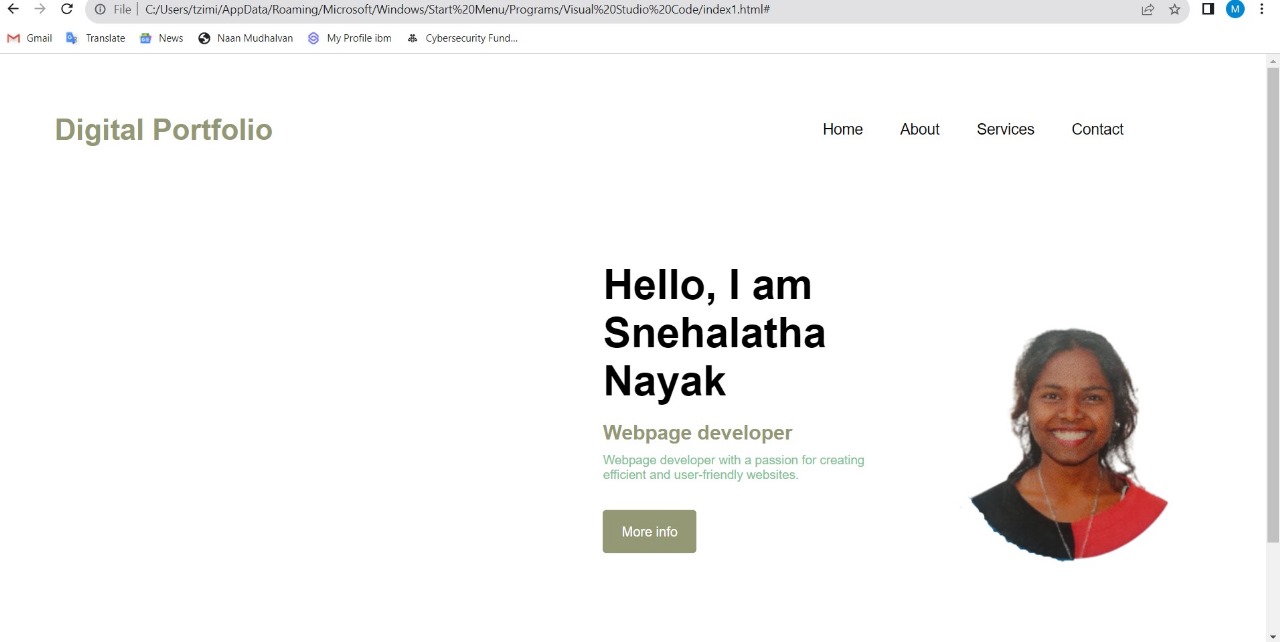 File | C:/Users/tzimi/AppData/Roaming/Microsoft/Windows/Start%20Menu/Programs/Visual%20Studio%20Code/index1.html#
M
Gmail Translate News Naan Mudhalvan My Profile ibm Cybersecurity Fund...
Digital Portfolio
Home About Services Contact
Hello, I am
Snehalatha
Nayak
Webpage developer
Webpage developer with a passion for creating
efficient and user-friendly websites.
More info